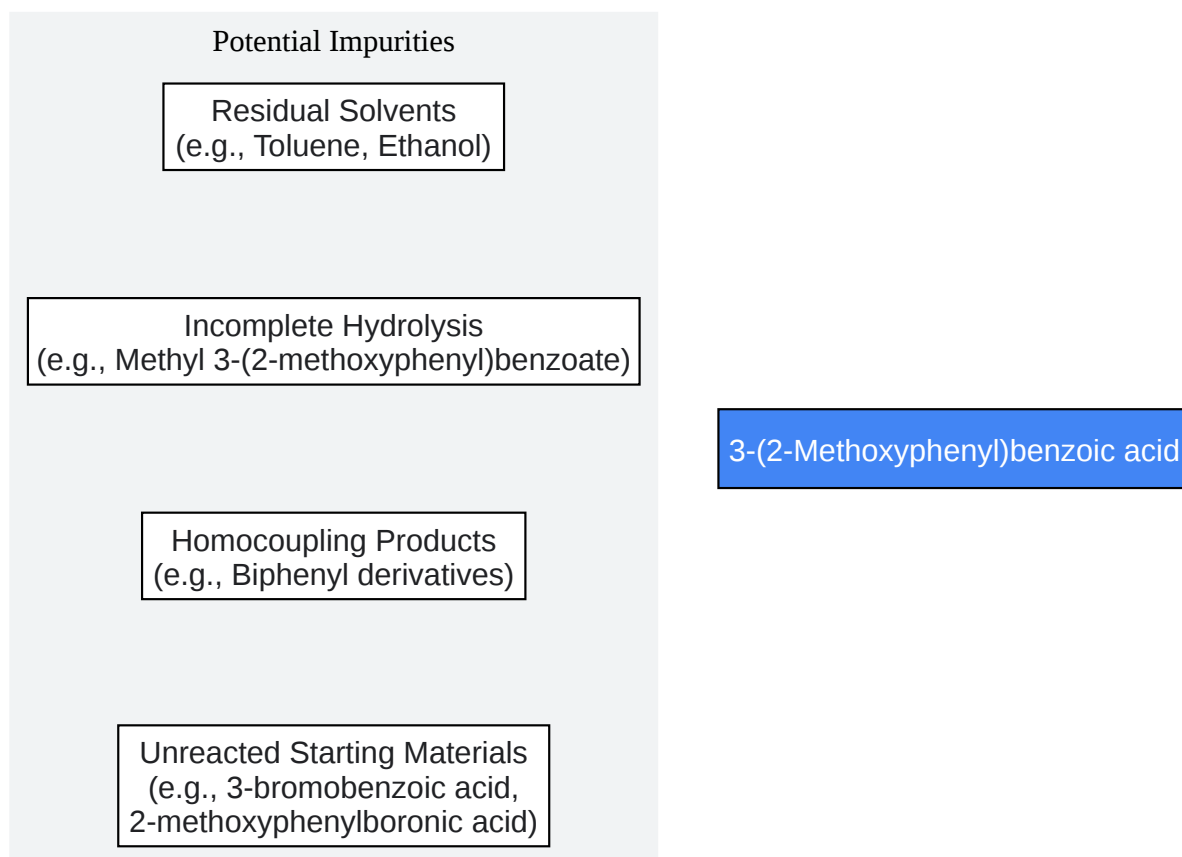 Potential Impurities
Residual Solvents
(e.g., Toluene, Ethanol)
Incomplete Hydrolysis
(e.g., Methyl 3-(2-methoxyphenyl)benzoate)
3-(2-Methoxyphenyl)benzoic acid
Homocoupling Products
(e.g., Biphenyl derivatives)
Unreacted Starting Materials
(e.g., 3-bromobenzoic acid,
2-methoxyphenylboronic acid)